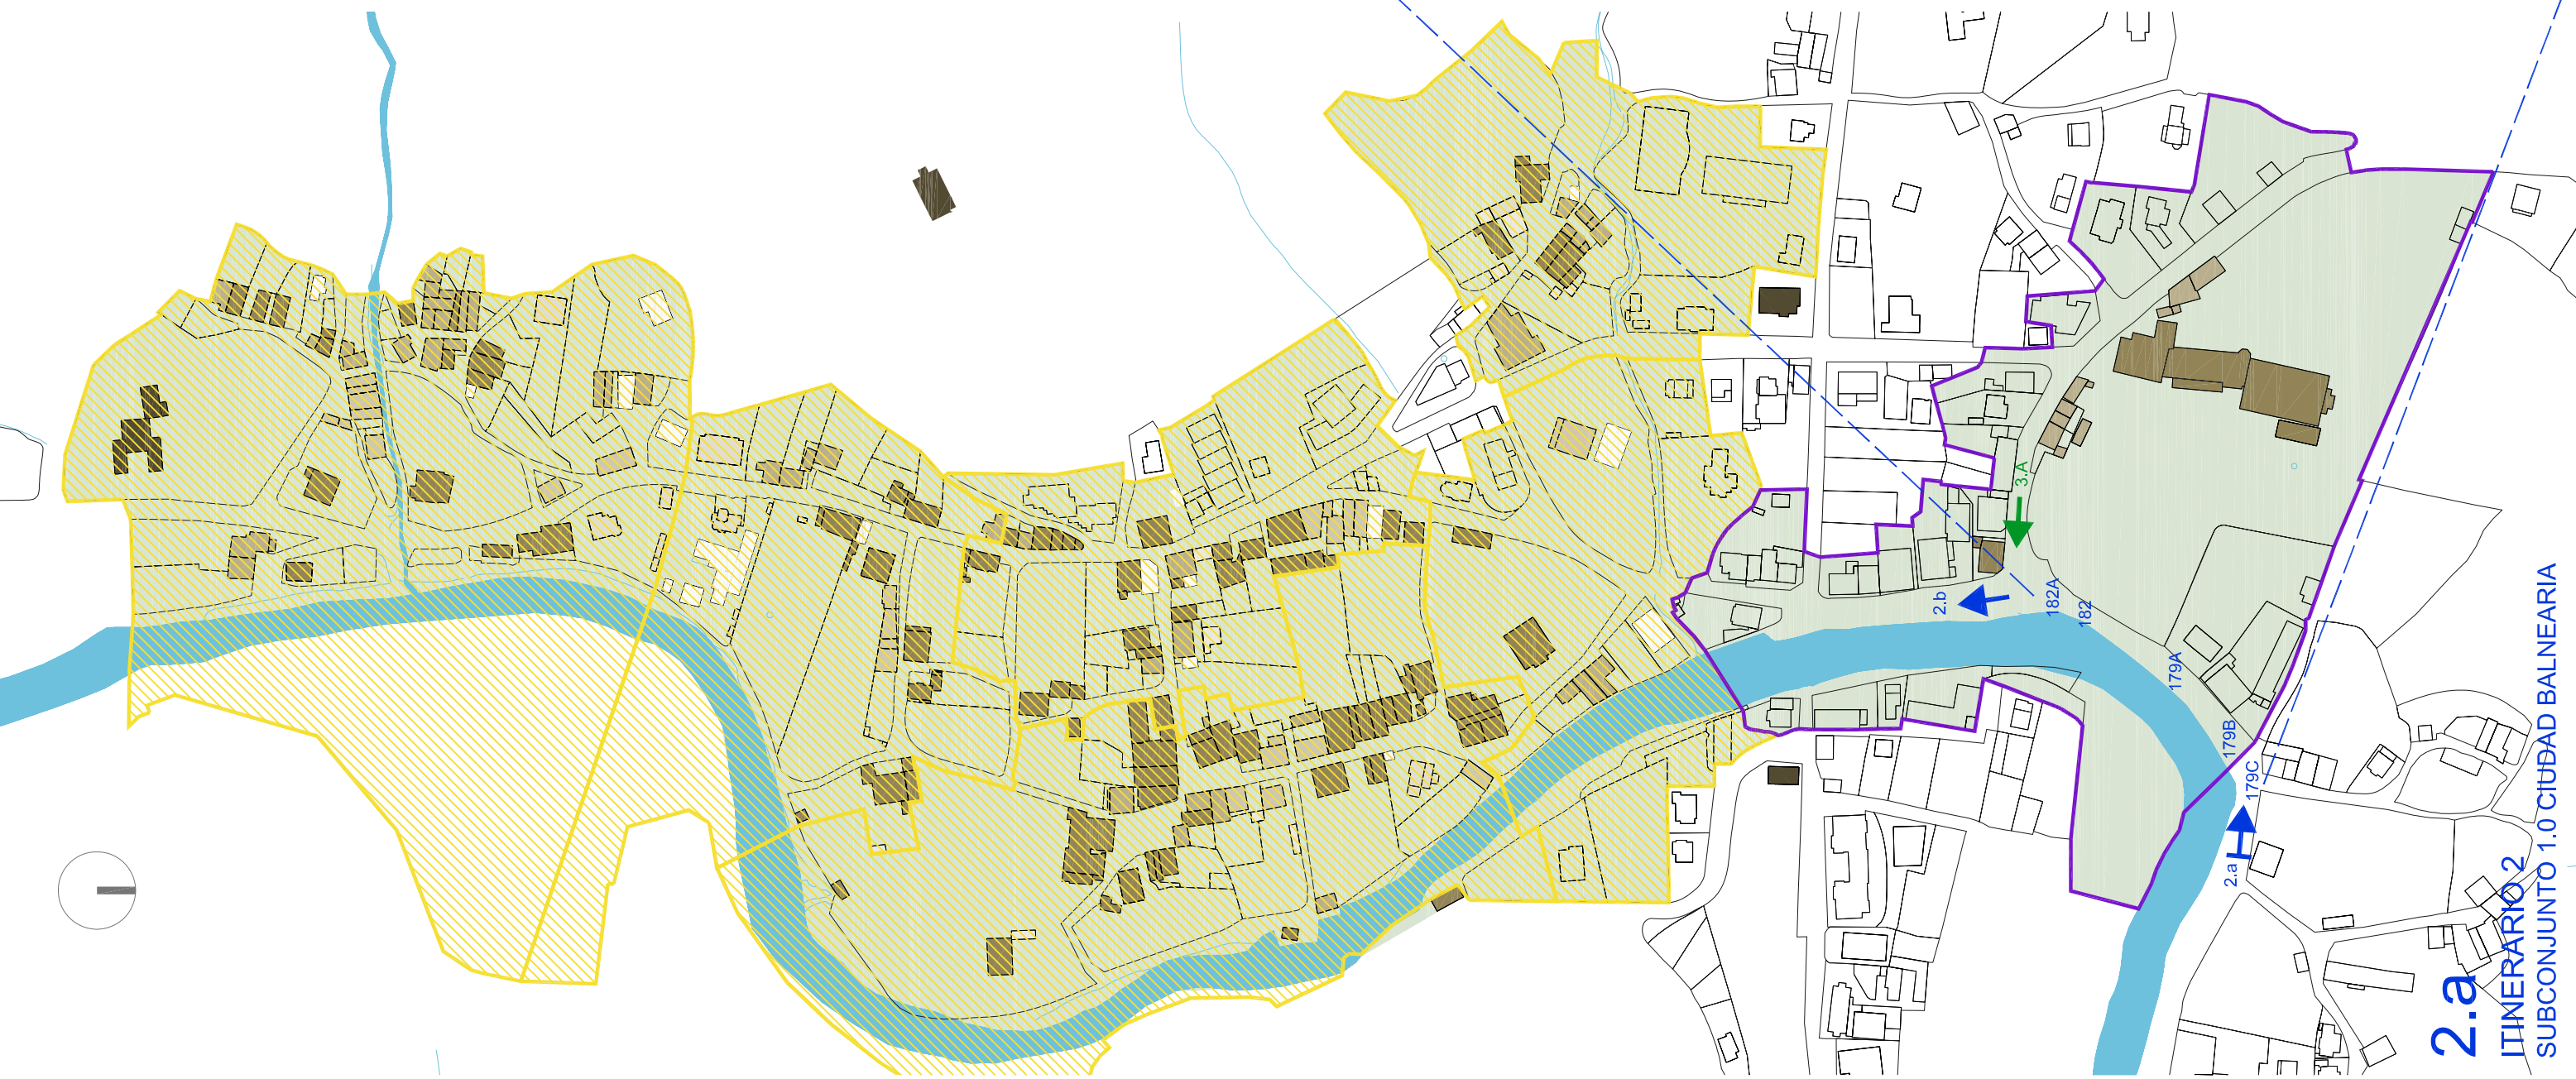 3.A
2.b
182A
182
179A
179B
179C
2.a
2.a
ITINERARIO 2
SUBCONJUNTO 1.0 CIUDAD BALNEARIA